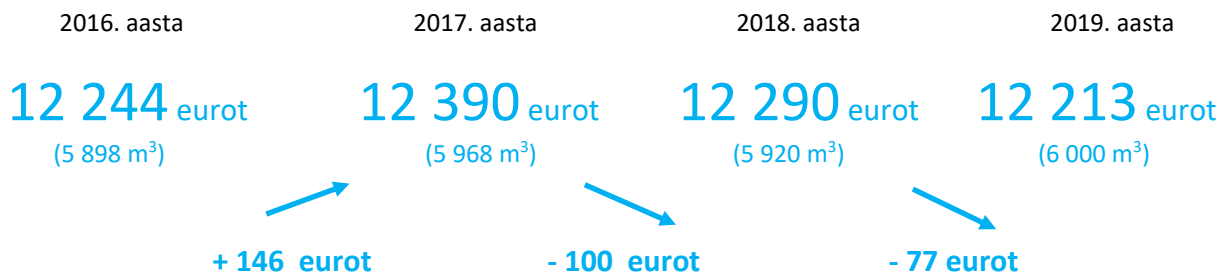 2016. aasta 2017. aasta 2018. aasta 2019. aasta
12 244 eurot 12 390 eurot 12 290 eurot 12 213 eurot
(5 898 m³) (5 968 m³) (5 920 m³) (6 000 m³)
+ 146 eurot - 100 eurot - 77 eurot